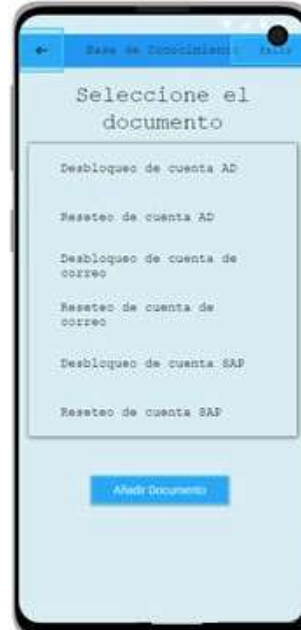 Base de Conocimiento
Seleccione el
documento
Desbloqueo de cuenta AD
Reseteo de cuenta AD
Desbloqueo de cuenta de
correo
Reseteo de cuenta de
correo
Desbloqueo de cuenta SAP
Reseteo de cuenta SAP
Añadir Documento